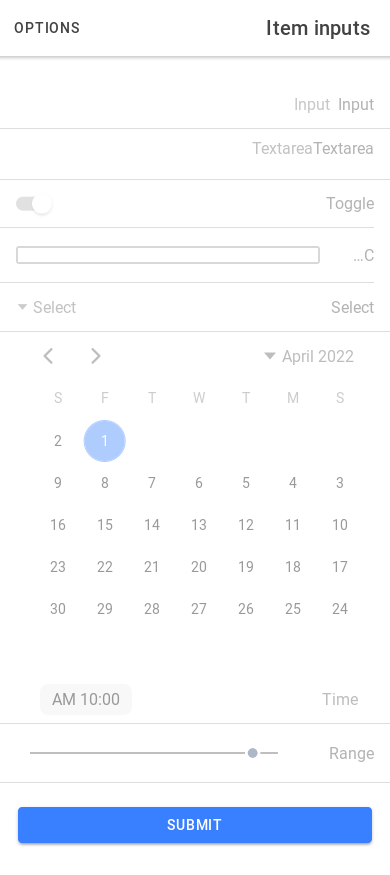 OPTIONS Item inputs
Input Input
TextareaTextarea
Toggle
...C
Select Select
April 2022
S F T W T M S
2 1
9 8 7 6 5 4 3
16 15 14 13 12 11 10
23 22 21 20 19 18 17
30 29 28 27 26 25 24
AM 10:00 Time
Range
SUBMIT